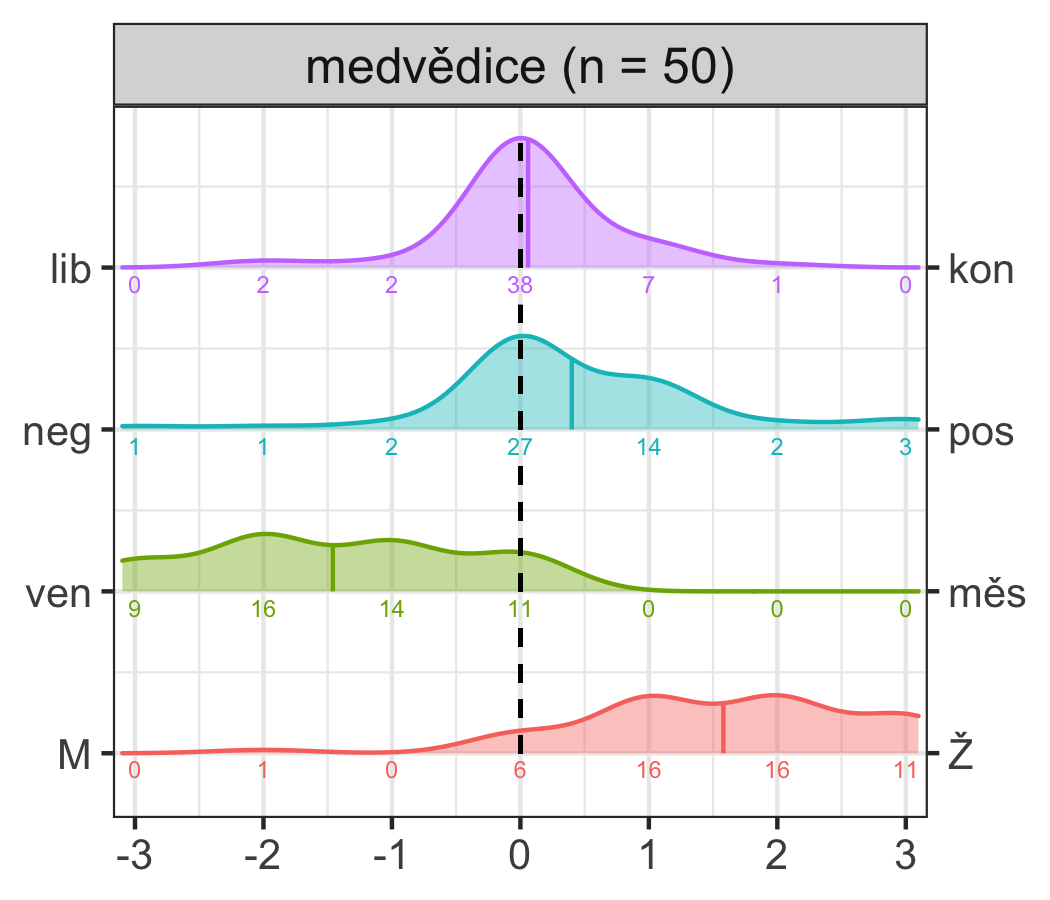 medvědice (n = 50)
lib kon
0 2 2 38 7 1 0
neg pos
1 1 2 27 14 2 3
ven měs
9 16 14 11 0 0 0
M Ž
0 1 0 6 16 16 11
-3 -2 -1 0 1 2 3